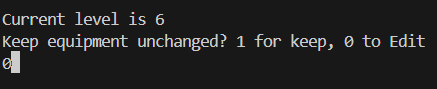 Current level is 6
Keep equipment unchanged? 1 for keep, 0 to Edit
0